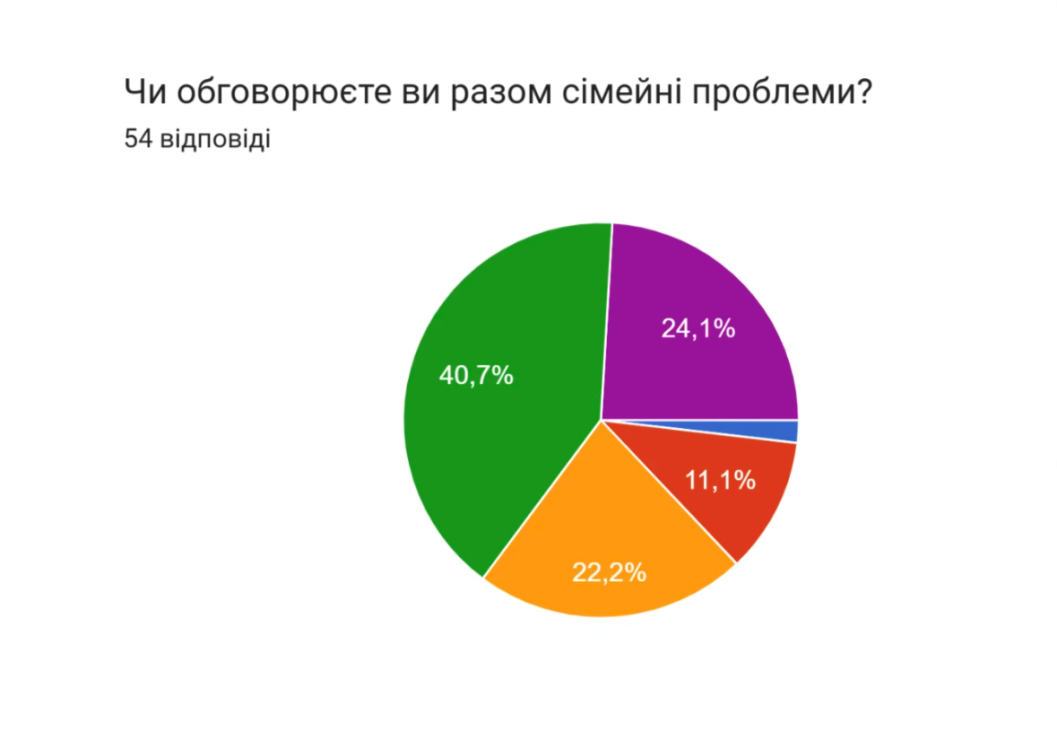 Чи обговорюєте ви разом сімейні проблеми?
54 відповіді
24,1%
40,7%
11,1%
22,2%